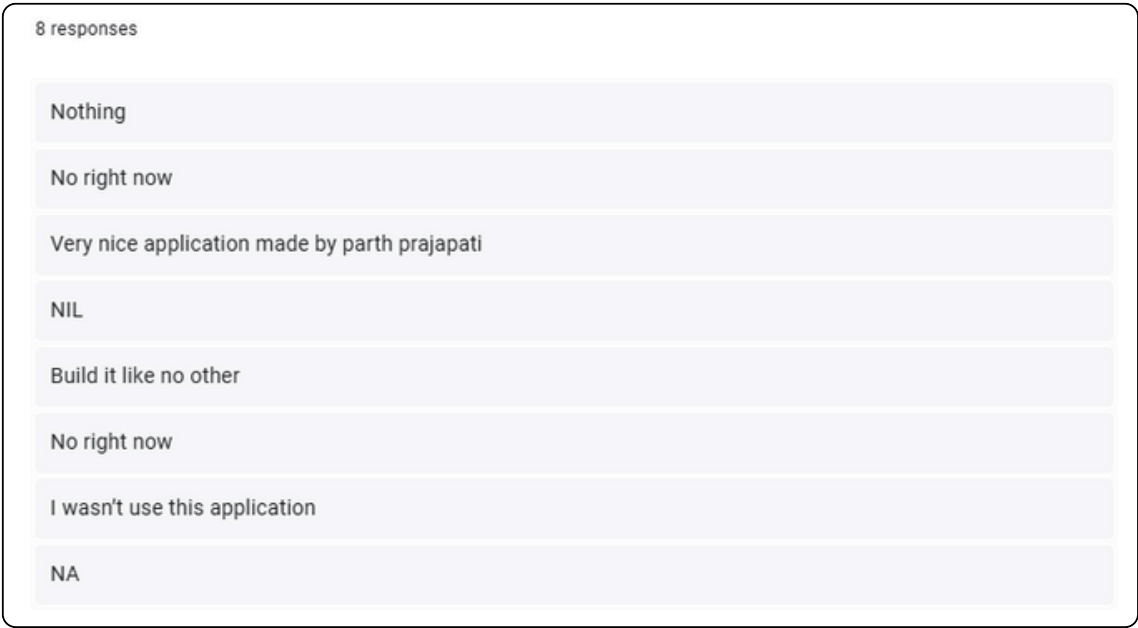 8 responses
Nothing
No right now
Very nice application made by parth prajapati
NIL
Build it like no other
No right now
I wasn't use this application
NA